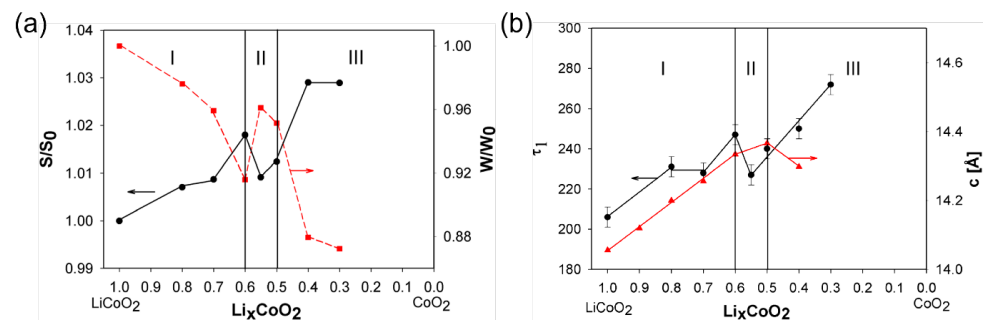 (a)
S/S₀
1.04
1.03
1.02
1.01
1.00
0.99
I II III
1.00
0.96
0.92
0.88
W/W₀
1.0 0.9 0.8 0.7 0.6 0.5 0.4 0.3 0.2 0.1 0.0
LiCoO₂ LiₓCoO₂ CoO₂
(b)
τ₁
300
280
260
240
220
200
180
I II III
14.6
14.4
14.2
14.0
c [Å]
1.0 0.9 0.8 0.7 0.6 0.5 0.4 0.3 0.2 0.1 0.0
LiCoO₂ LiₓCoO₂ CoO₂